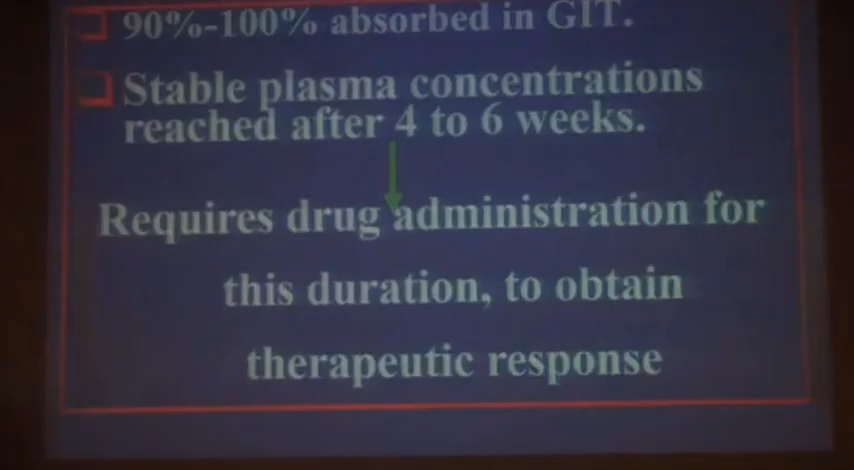 90%-100% absorbed in GIT.
Stable plasma concentrations
reached after 4 to 6 weeks.
Requires drug administration for
this duration, to obtain
therapeutic response